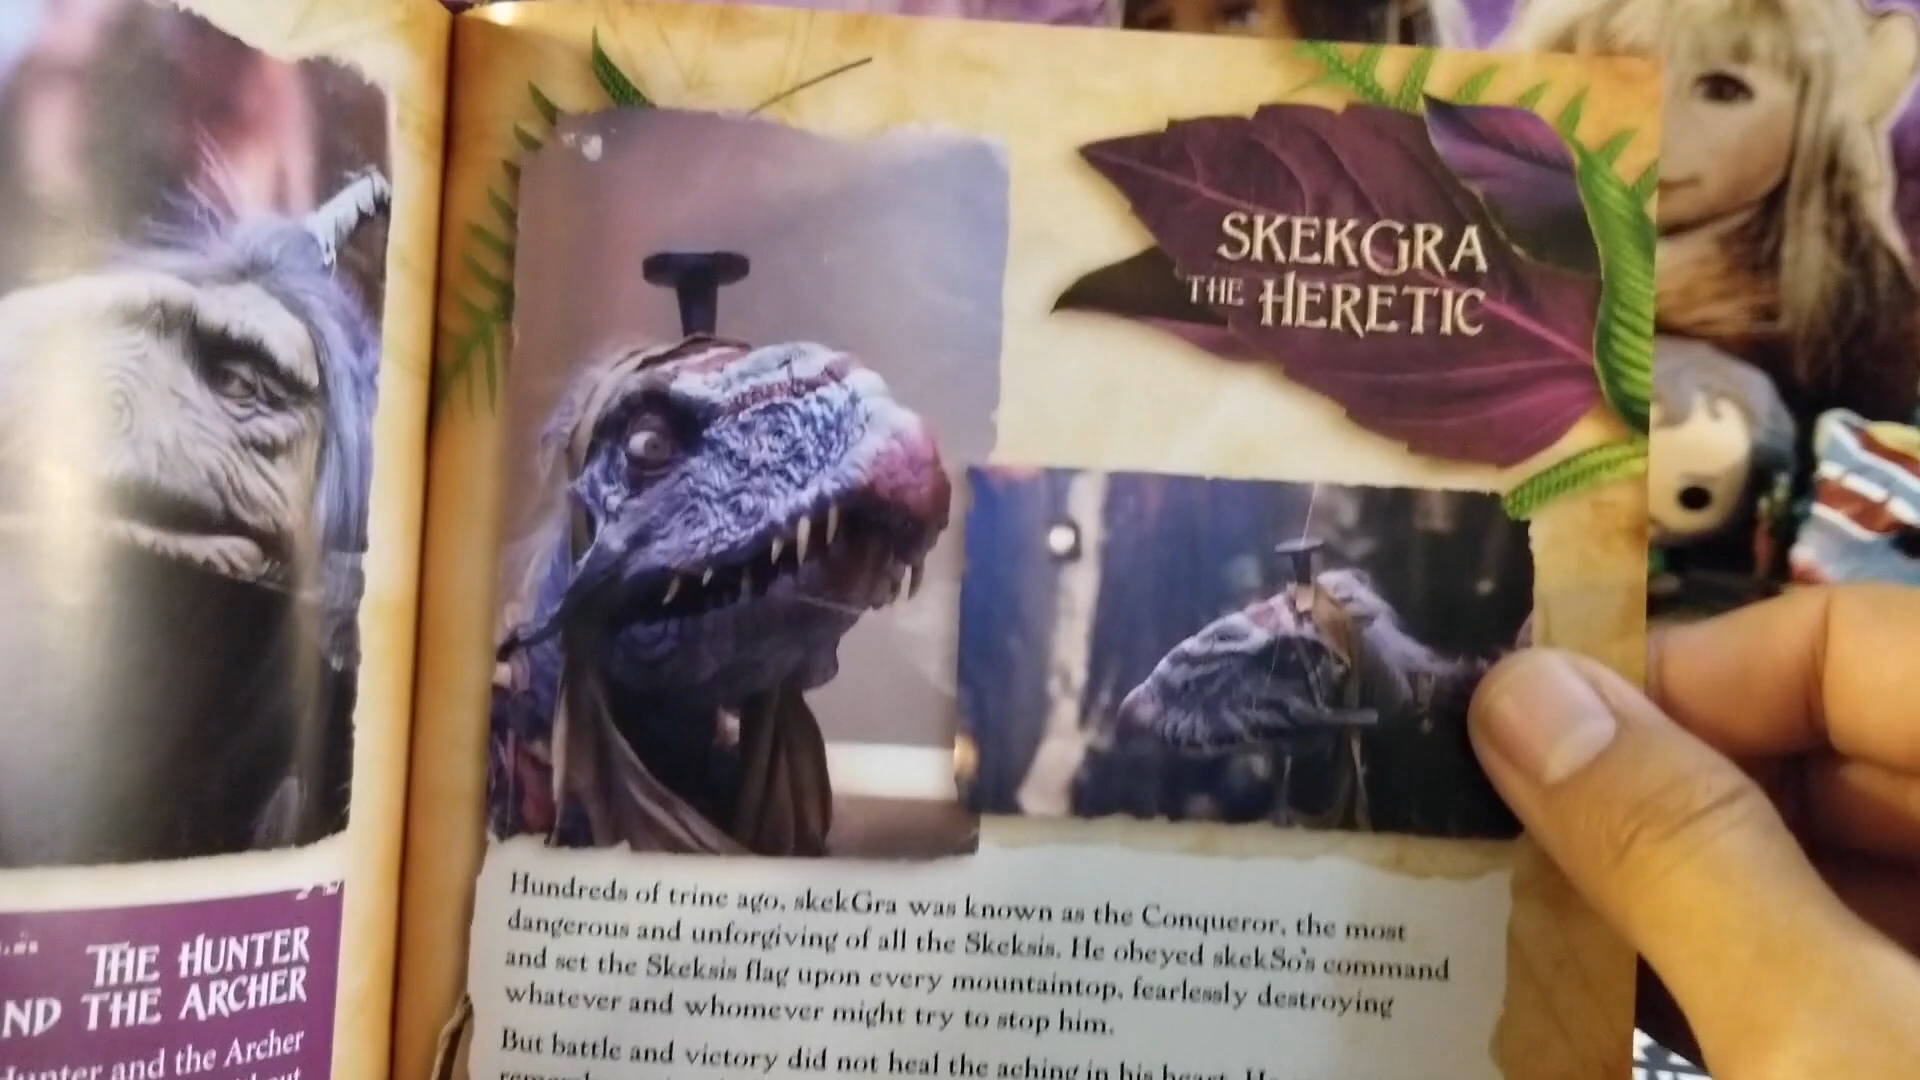 THE HUNTER
AND THE ARCHER
Hunter and the Archer
SKEKGRA
THE HERETIC
Hundreds of trine ago, skekGra was known as the Conqueror, the most
dangerous and unforgiving of all the Skeksis. He obeyed skekSo's command
and set the Skeksis flag upon every mountaintop, fearlessly destroying
whatever and whomever might try to stop him.
But battle and victory did not heal the aching in his heart. He